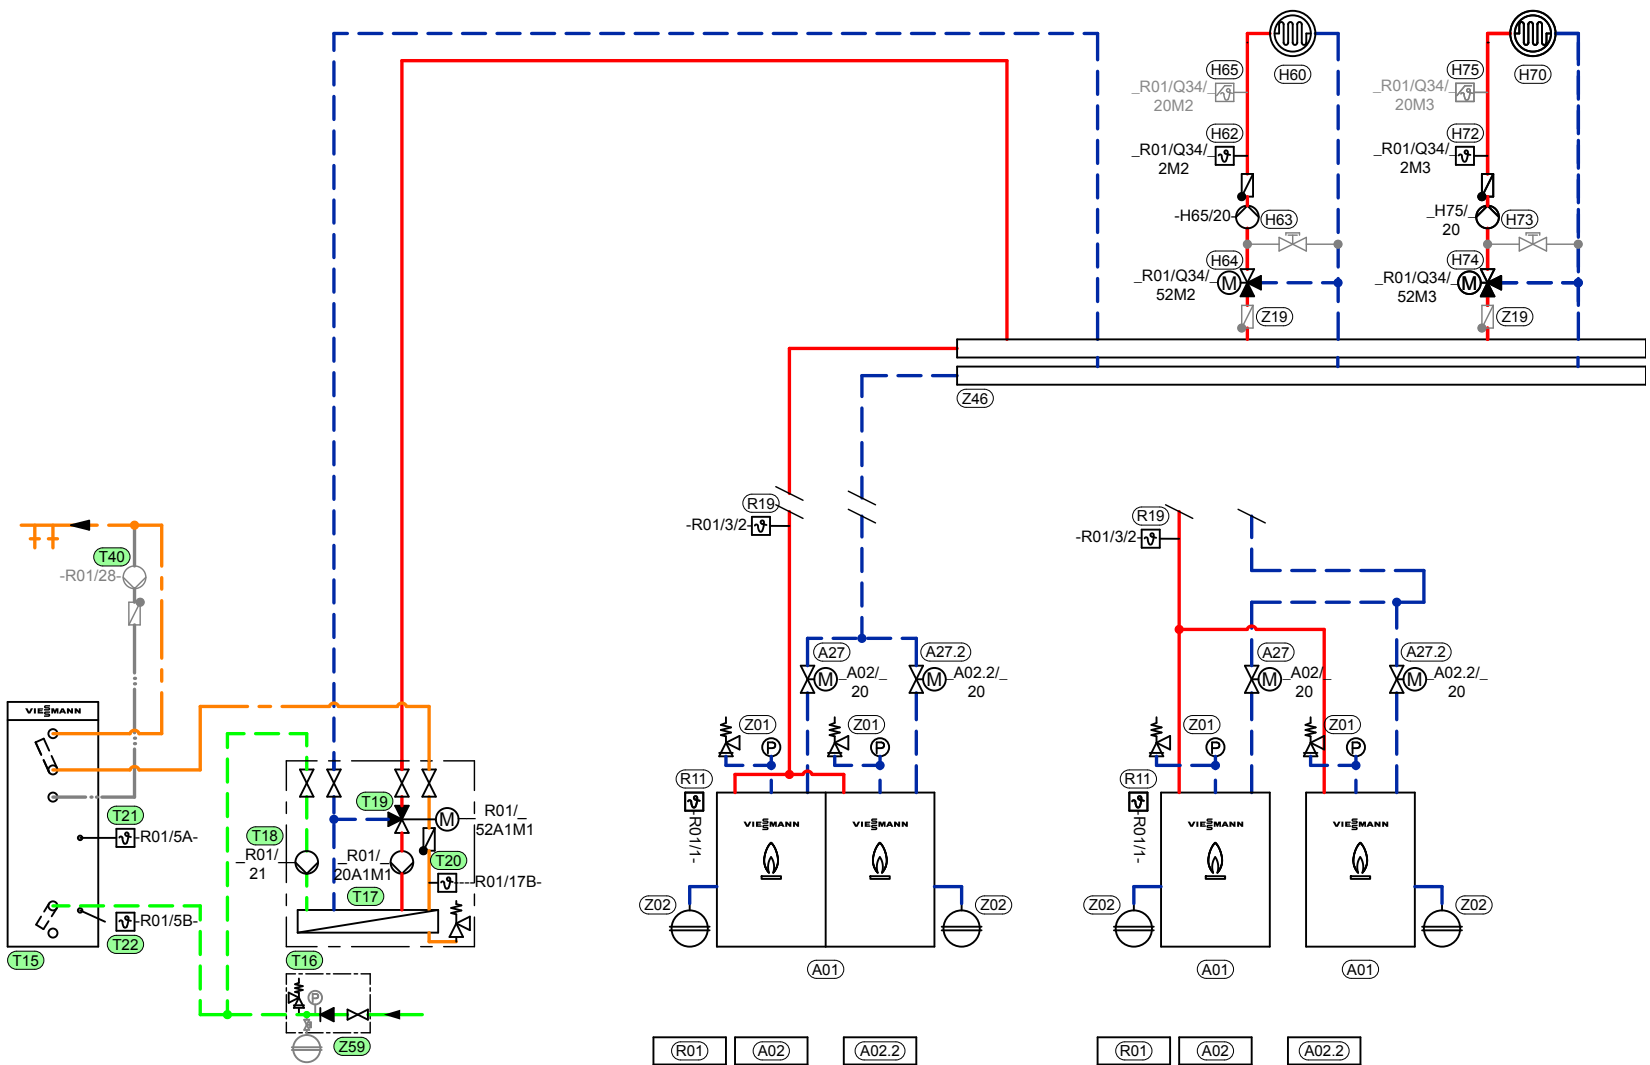 H65
H60
_R01/Q34/_
20M2
H62
_R01/Q34/_
2M2
-H65/20-
H63
H64
_R01/Q34/_
52M2
M
Z19
H75
H70
_R01/Q34/_
20M3
H72
_R01/Q34/_
2M3
_H75/_
20
H73
H74
_R01/Q34/_
52M3
M
Z19
Z46
R19
-R01/3/2-
R19
-R01/3/2-
T40
-R01/28-
A27
M
_A02/_
20
A27.2
M
_A02.2/_
20
A27
M
_A02/_
20
A27.2
M
_A02.2/_
20
VIESMANN
Z01
P
Z01
P
Z01
P
Z01
P
R11
-R01/1-
R11
-R01/1-
T21
-R01/5A-
T18
_R01/_
21
T19
M
R01/_
52A1M1
_R01/_
20A1M1
T20
R01/17B-
T17
VIESMANN
VIESMANN
VIESMANN
VIESMANN
-R01/5B-
T22
T15
T16
Z02
Z02
Z02
Z02
A01
A01
A01
P
Z59
R01
A02
A02.2
R01
A02
A02.2